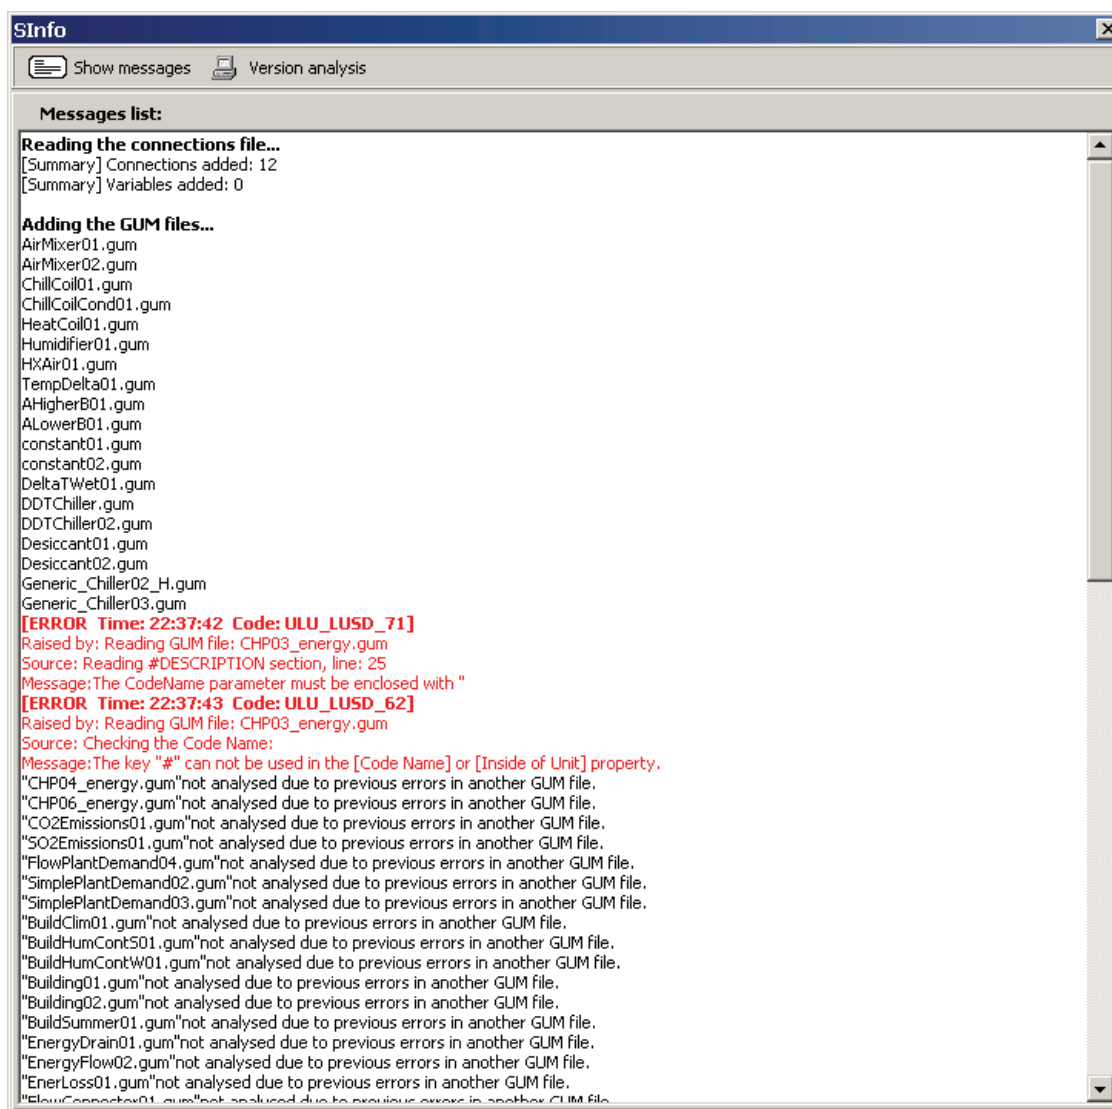 SInfo
Show messages Version analysis
Messages list:
Reading the connections file...
[Summary] Connections added: 12
[Summary] Variables added: 0
Adding the GUM files...
AirMixer01.gum
AirMixer02.gum
ChillCoil01.gum
ChillCoilCond01.gum
HeatCoil01.gum
Humidifier01.gum
HXAir01.gum
TempDelta01.gum
AHigherB01.gum
ALowerB01.gum
constant01.gum
constant02.gum
DeltaTWet01.gum
DDTChiller.gum
DDTChiller02.gum
Desiccant01.gum
Desiccant02.gum
Generic_Chiller02_H.gum
Generic_Chiller03.gum
[ERROR Time: 22:37:42 Code: ULU_LUSD_71]
Raised by: Reading GUM file: CHP03_energy.gum
Source: Reading #DESCRIPTION section, line: 25
Message:The CodeName parameter must be enclosed with "
[ERROR Time: 22:37:43 Code: ULU_LUSD_62]
Raised by: Reading GUM file: CHP03_energy.gum
Source: Checking the Code Name:
Message:The key "#" can not be used in the [Code Name] or [Inside of Unit] property.
"CHP04_energy.gum"not analysed due to previous errors in another GUM file.
"CHP06_energy.gum"not analysed due to previous errors in another GUM file.
"CO2Emissions01.gum"not analysed due to previous errors in another GUM file.
"SO2Emissions01.gum"not analysed due to previous errors in another GUM file.
"FlowPlantDemand04.gum"not analysed due to previous errors in another GUM file.
"SimplePlantDemand02.gum"not analysed due to previous errors in another GUM file.
"SimplePlantDemand03.gum"not analysed due to previous errors in another GUM file.
"BuildClim01.gum"not analysed due to previous errors in another GUM file.
"BuildHumContS01.gum"not analysed due to previous errors in another GUM file.
"BuildHumContW01.gum"not analysed due to previous errors in another GUM file.
"Building01.gum"not analysed due to previous errors in another GUM file.
"Building02.gum"not analysed due to previous errors in another GUM file.
"BuildSummer01.gum"not analysed due to previous errors in another GUM file.
"EnergyDrain01.gum"not analysed due to previous errors in another GUM file.
"EnergyFlow02.gum"not analysed due to previous errors in another GUM file.
"EnerLoss01.gum"not analysed due to previous errors in another GUM file.
"FlowConnector01.gum"not analysed due to previous errors in another GUM file.